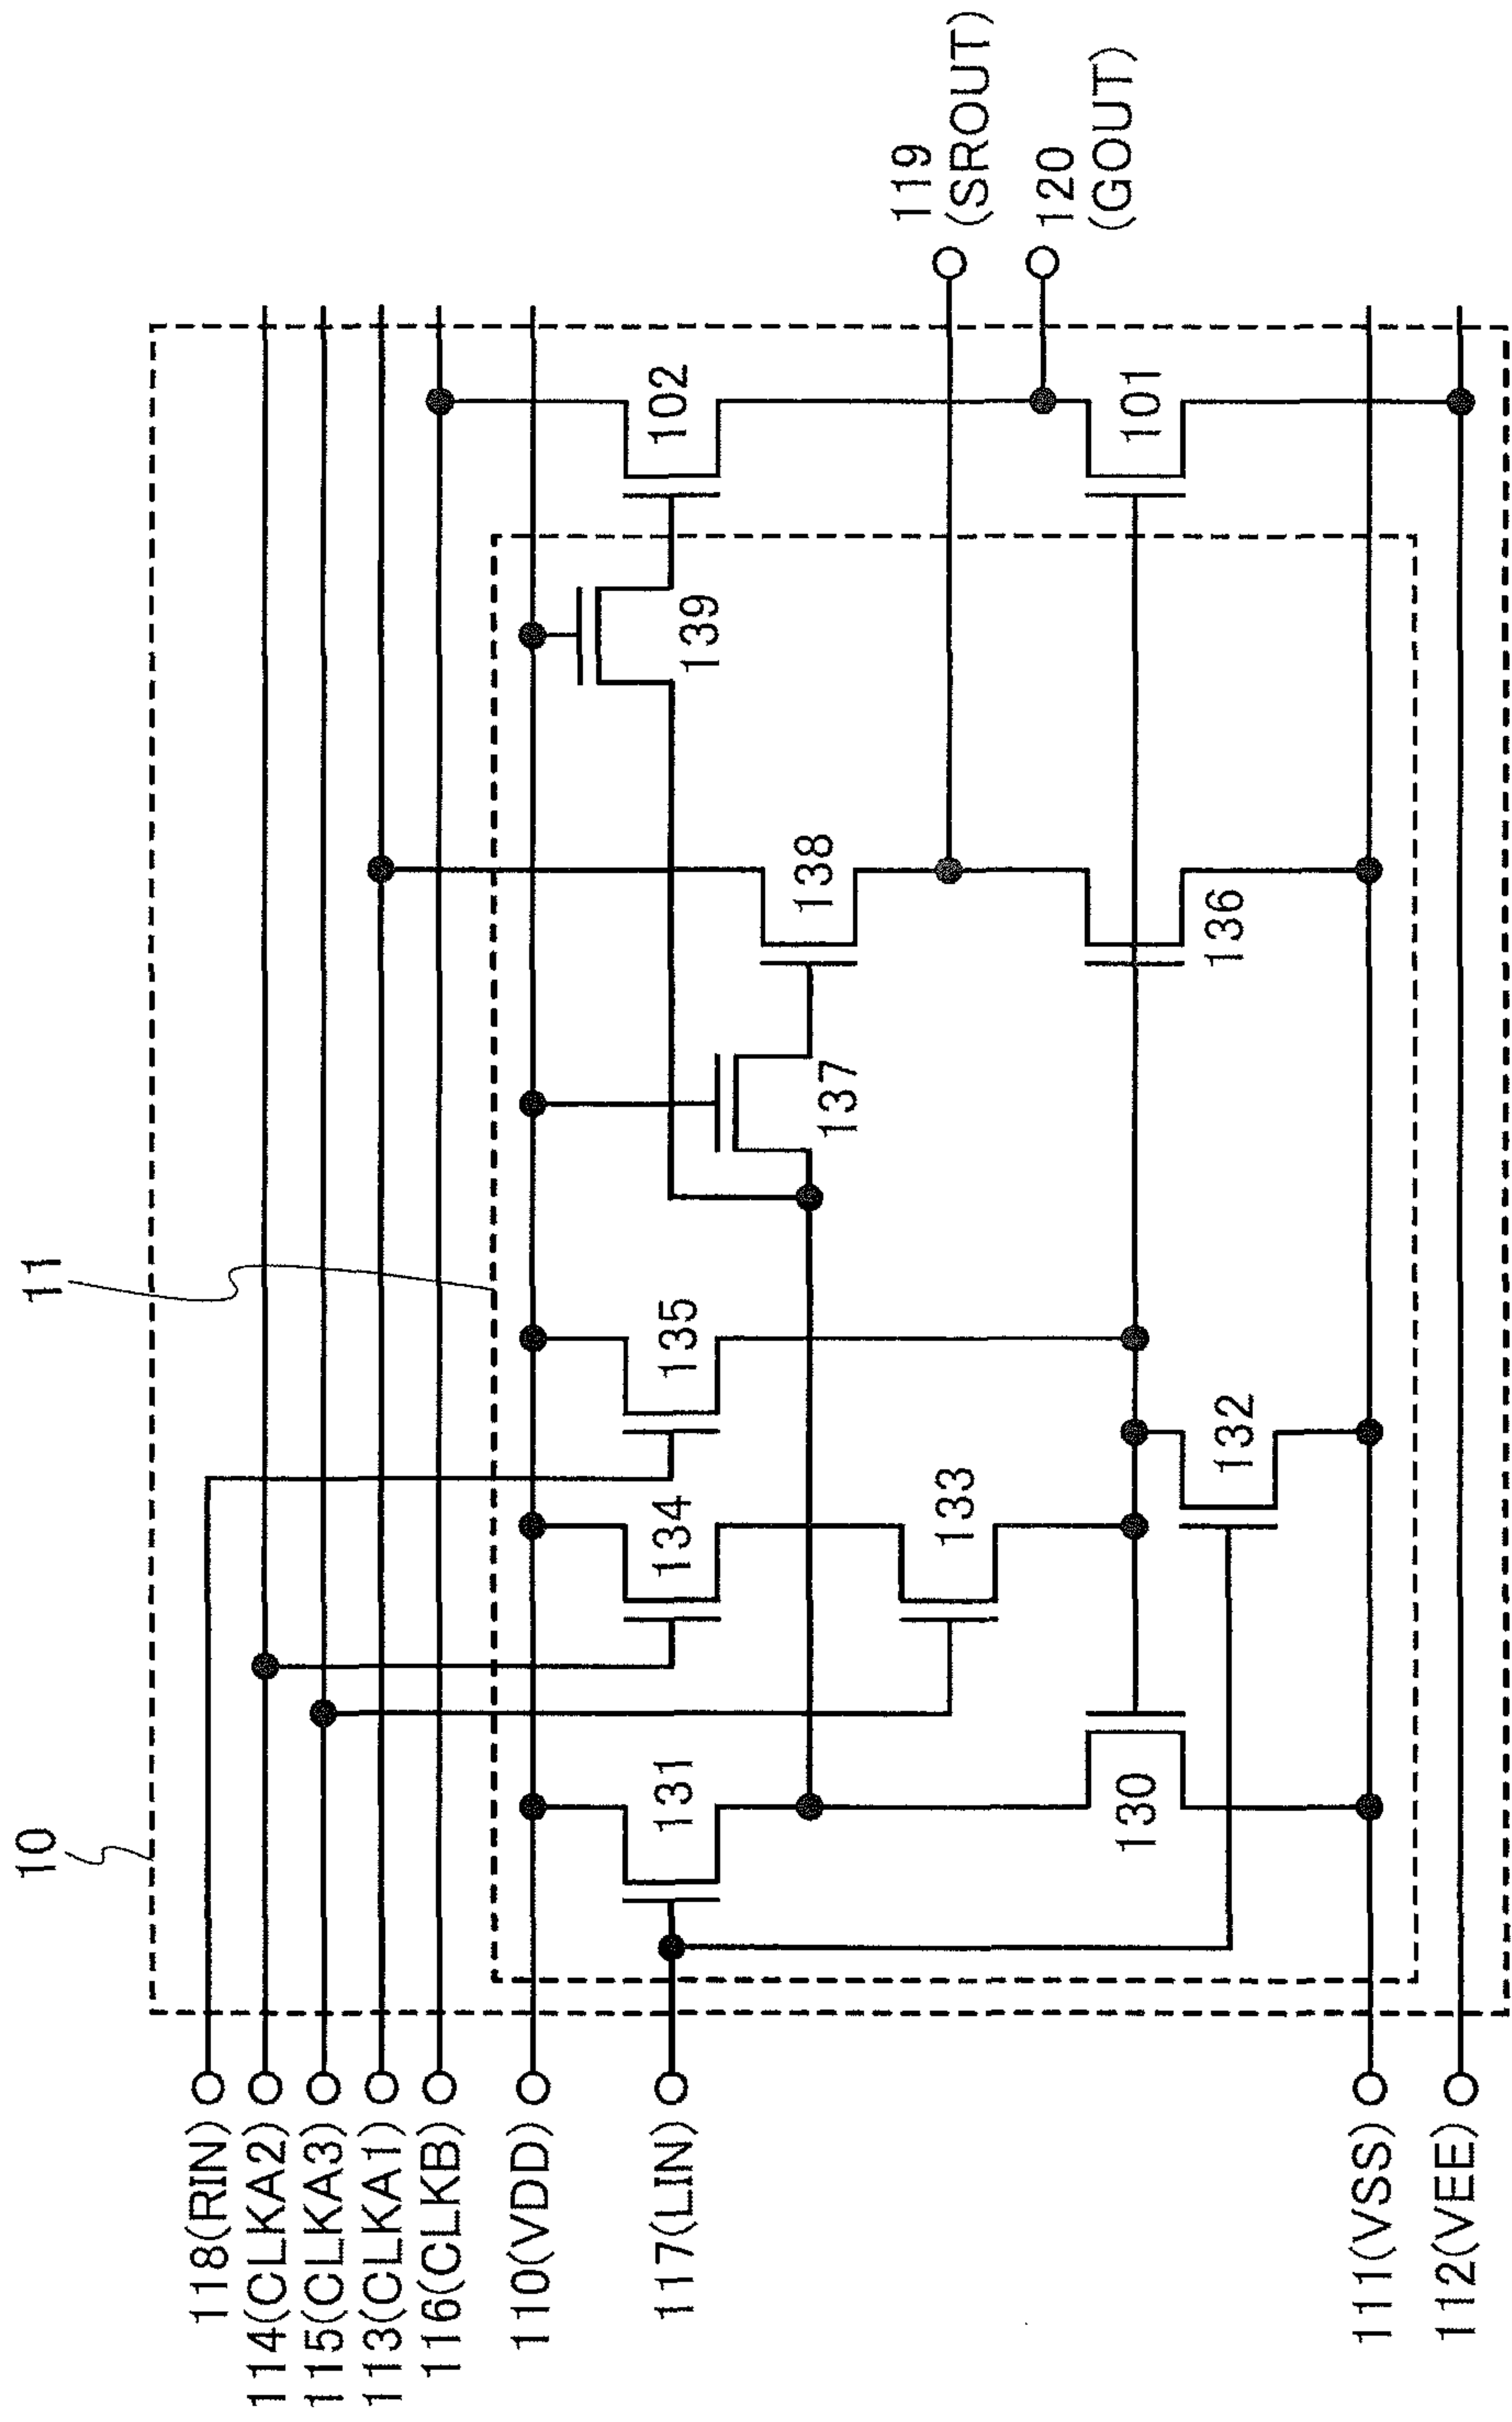 10
11
118(RIN)
114(CLKA2)
115(CLKA3)
113(CLKA1)
116(CLKB)
110(VDD)
117(LIN)
111(VSS)
112(VEE)
131
134
135
139
102
137
138
133
130
132
136
101
119
(SROUT)
120
(GOUT)